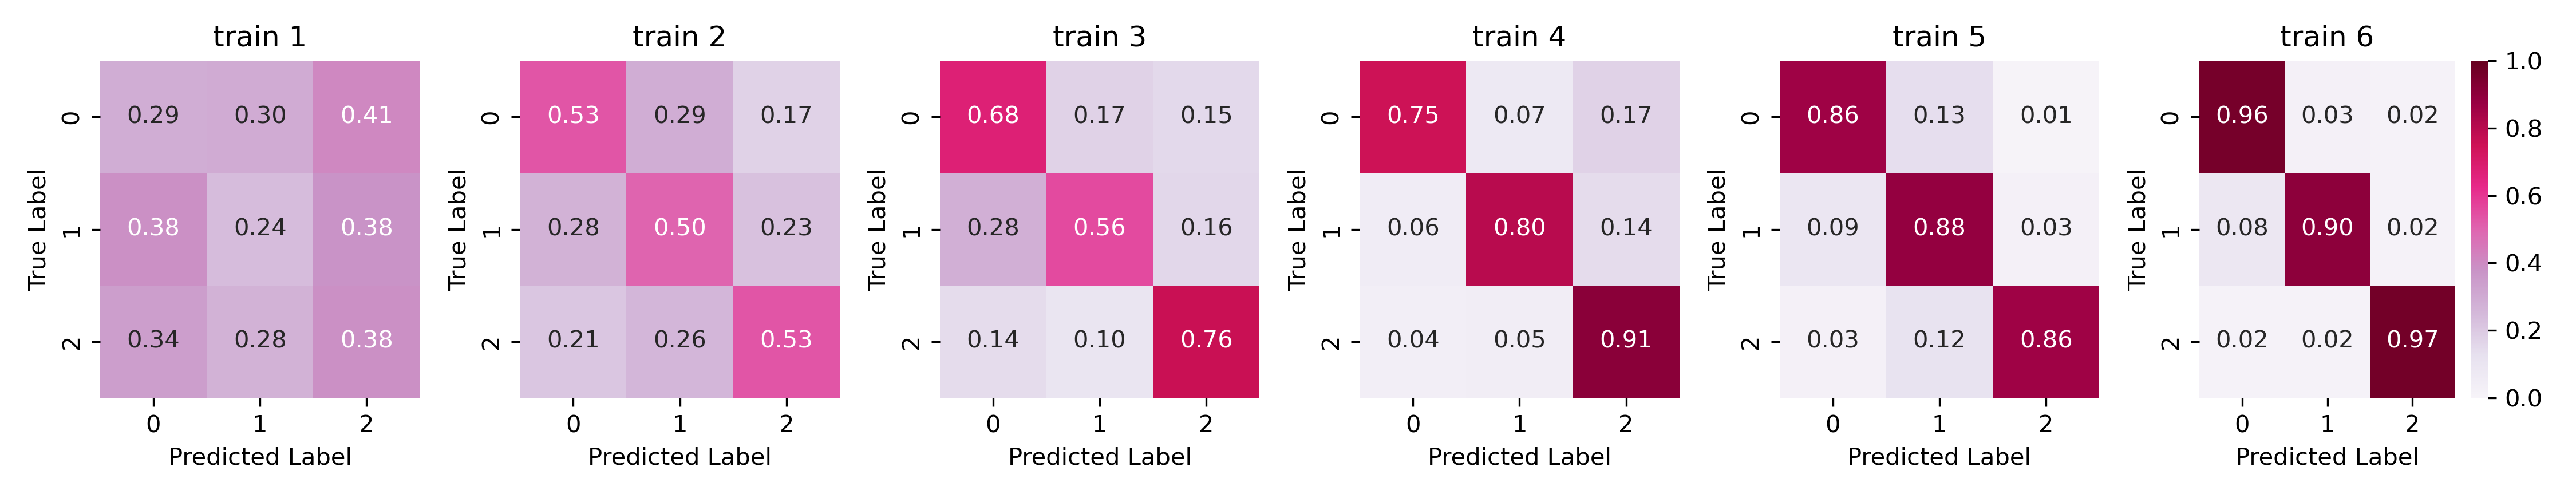 train 1 train 2 train 3 train 4 train 5 train 6
1.0
0 0.29 0.30 0.41 0 0.53 0.29 0.17 0 0.68 0.17 0.15 0 0.75 0.07 0.17 0 0.86 0.13 0.01 0 0.96 0.03 0.02
0.8
True Label True Label True Label True Label True Label True Label
0.6
1 0.38 0.24 0.38 1 0.28 0.50 0.23 1 0.28 0.56 0.16 1 0.06 0.80 0.14 1 0.09 0.88 0.03 1 0.08 0.90 0.02
0.4
2 0.34 0.28 0.38 2 0.21 0.26 0.53 2 0.14 0.10 0.76 2 0.04 0.05 0.91 2 0.03 0.12 0.86 2 0.02 0.02 0.97
0.2
0.0
0 1 2 0 1 2 0 1 2 0 1 2 0 1 2 0 1 2
Predicted Label Predicted Label Predicted Label Predicted Label Predicted Label Predicted Label